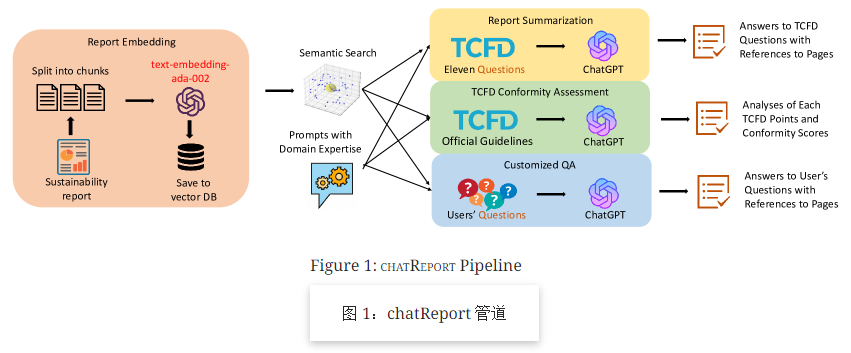 Report Embedding
Split into chunks
text-embedding-
ada-002
Sustainability
report
Save to
vector DB
Semantic Search
Prompts with
Domain Expertise
Report Summarization
TCFD
Eleven Questions
ChatGPT
Answers to TCFD
Questions with
References to Pages
TCFD Conformity Assessment
TCFD
Official Guidelines
ChatGPT
Analyses of Each
TCFD Points and
Conformity Scores
Customized QA
? ? ? ? ?
Users' Questions
ChatGPT
Answers to User's
Questions with
References to Pages
Figure 1: CHATREPORT Pipeline
图 1：chatReport 管道